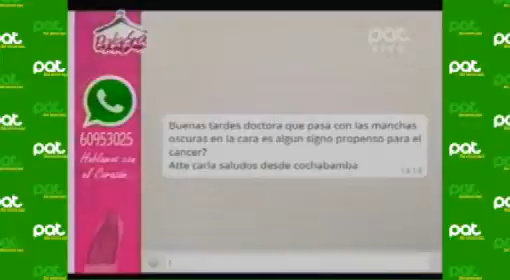 pat
60953025
Hablamos con
el Corazón
Buenas tardes doctora que pasa con las manchas
oscuras en la cara es algun signo propenso para el
cancer?
Atte carla saludos desde cochabamba
14:14
pat
pat
pat
pat
pat
pat
pat
pat